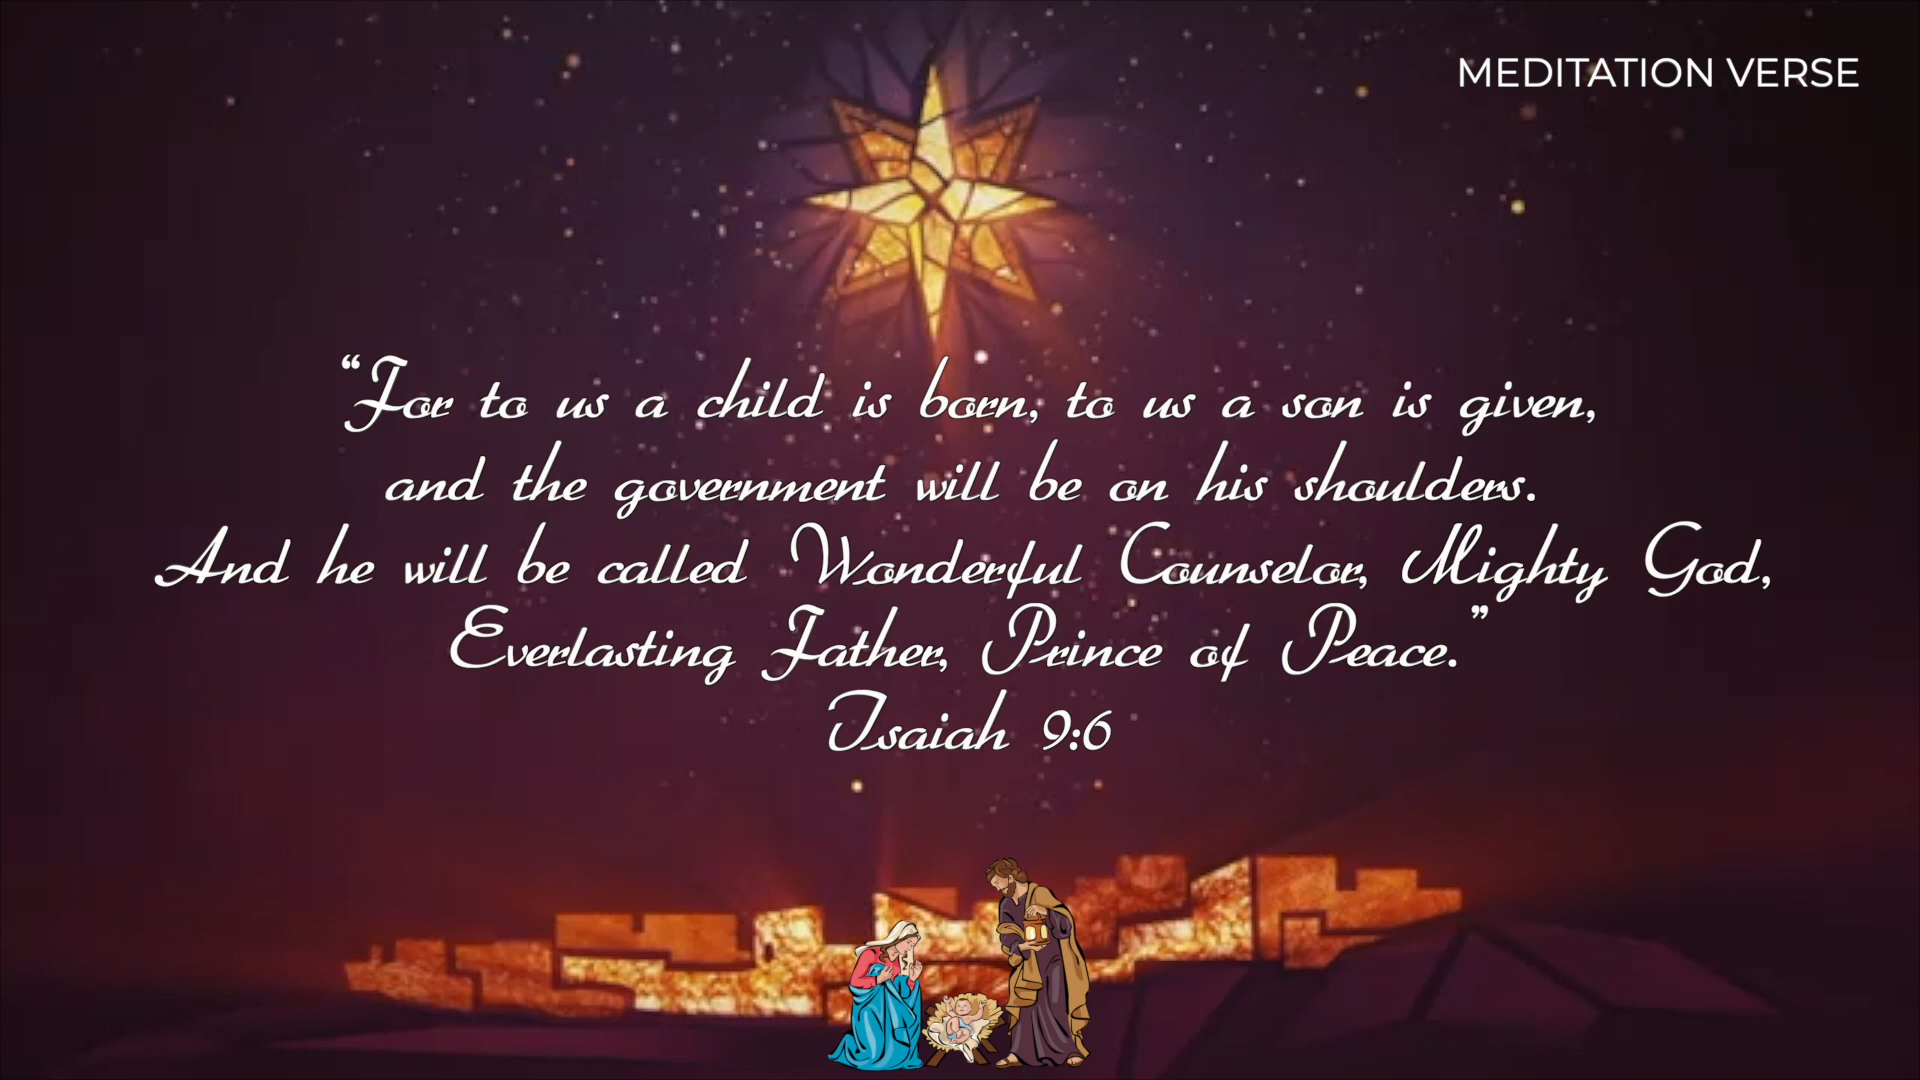 MEDITATION VERSE
“For to us a child is born, to us a son is given,
and the government will be on his shoulders.
And he will be called Wonderful Counselor, Mighty God,
Everlasting Father, Prince of Peace.”
Isaiah 9:6